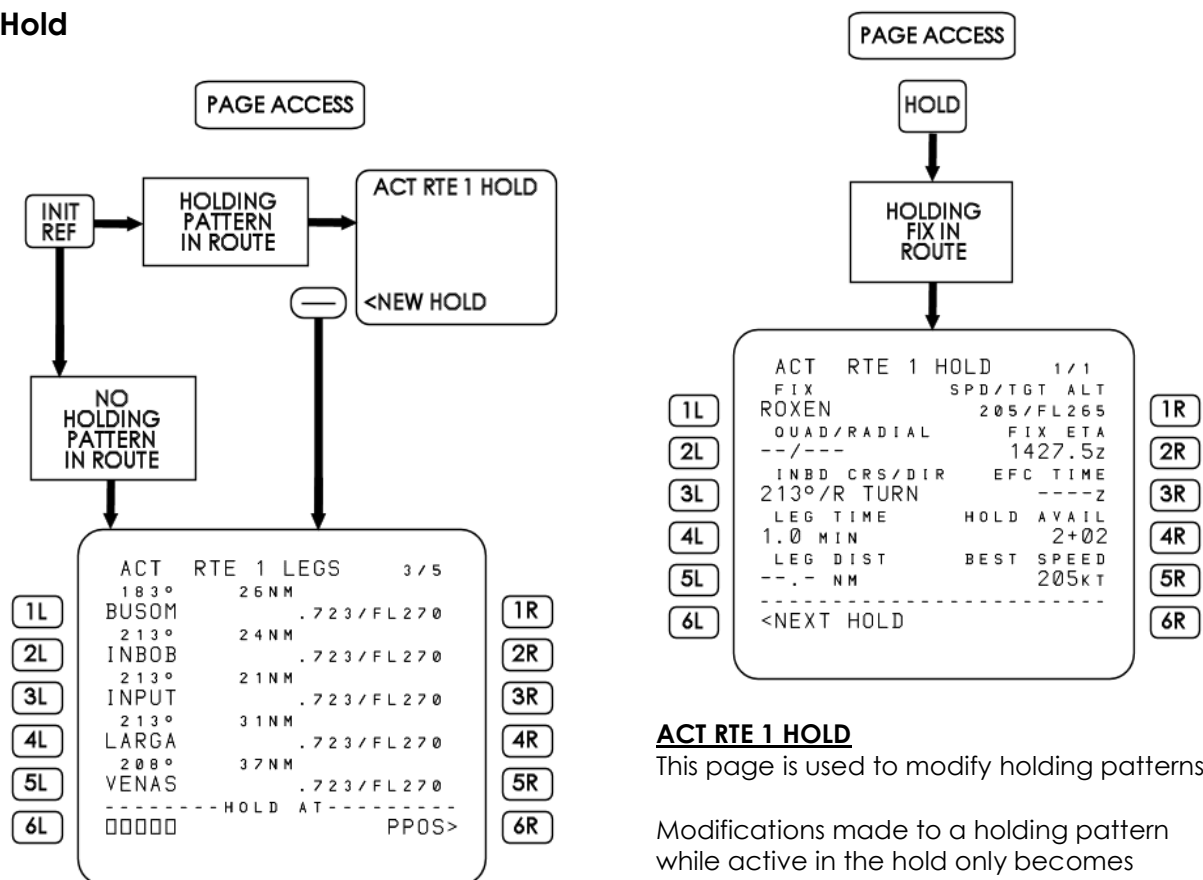 Hold
PAGE ACCESS
INIT
REF
HOLDING
PATTERN
IN ROUTE
ACT RTE 1 HOLD
<NEW HOLD
NO
HOLDING
PATTERN
IN ROUTE
ACT RTE 1 LEGS 3/5
183° 26NM
1L BUSOM .723/FL270 1R
213° 24NM
2L INBOB .723/FL270 2R
213° 21NM
3L INPUT .723/FL270 3R
213° 31NM
4L LARGA .723/FL270 4R
208° 37NM
5L VENAS .723/FL270 5R
--------HOLD AT---------
6L □□□□□ PPOS> 6R
PAGE ACCESS
HOLD
HOLDING
FIX IN
ROUTE
ACT RTE 1 HOLD 1/1
FIX SPD/TGT ALT
1L ROXEN 205/FL265 1R
QUAD/RADIAL FIX ETA
2L --/--- 1427.5z 2R
INBD CRS/DIR EFC TIME
3L 213°/R TURN ----z 3R
LEG TIME HOLD AVAIL
4L 1.0 MIN 2+02 4R
LEG DIST BEST SPEED
5L --.- NM 205KT 5R
------------------------
6L <NEXT HOLD 6R
ACT RTE 1 HOLD
This page is used to modify holding patterns
Modifications made to a holding pattern
while active in the hold only becomes